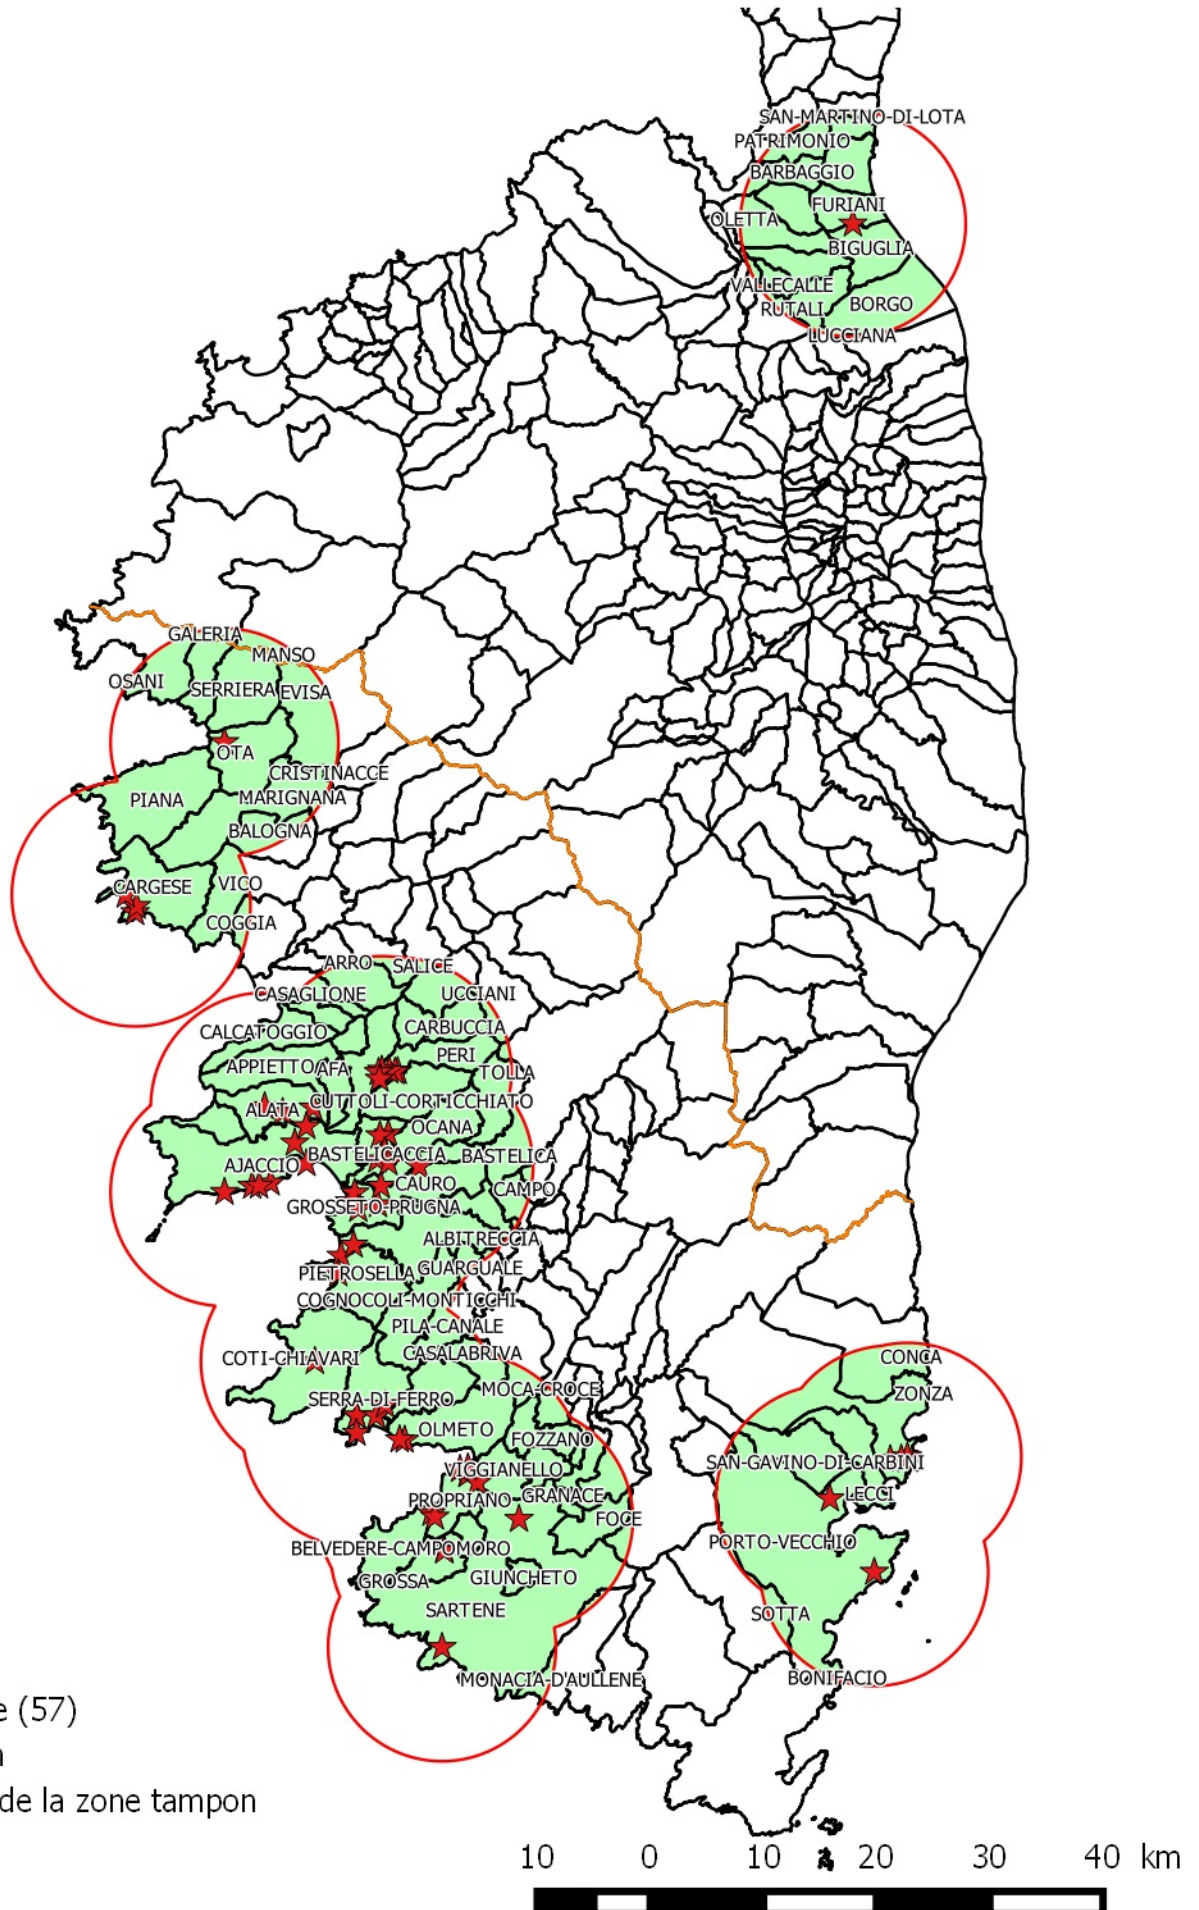 SAN-MARTINO-DI-LOTA
PATRIMONIO
BARBAGGIO
FURIANI
OLETTA
BIGUGLIA
VALLECALLE
BORGO
RUTALI
LUCCIANA
GALERIA
MANSO
OSANI
SERRIERA
EVISA
OTA
CRISTINACCE
PIANA
MARIGNANA
BALOGNA
CARGESE
VICO
COGGIA
ARRO
SALICE
CASAGLIONE
UCCIANI
CALCATOGGIO
CARBUCCIA
PERI
APPIETTO
AFA
TOLLA
CUTTOLI-CORTICCHIATO
ALATA
OCANA
BASTELICACCIA
BASTELICA
AJACCIO
CAURO
CAMPO
GROSSETO-PRUGNA
ALBITRECCIA
PIETROSELLA
GUARGUALE
COGNOCOLI-MONTICCHI
PILA-CANALE
COTI-CHIAVARI
CASALABRIVA
CONCA
MOCA-CROCE
ZONZA
SERRA-DI-FERRO
OLMETO
FOZZANO
SAN-GAVINO-DI-CARBINI
VIGGIANELLO
PROPRIANO
GRANACE
LECCI
FOCE
BELVEDERE-CAMPOMORO
PORTO-VECCHIO
GROSSA
GIUNCHETO
SARTENE
SOTTA
MONACIA-D'AULLENE
BONIFACIO
e (57)
n
de la zone tampon
10 0 10 20 30 40 km